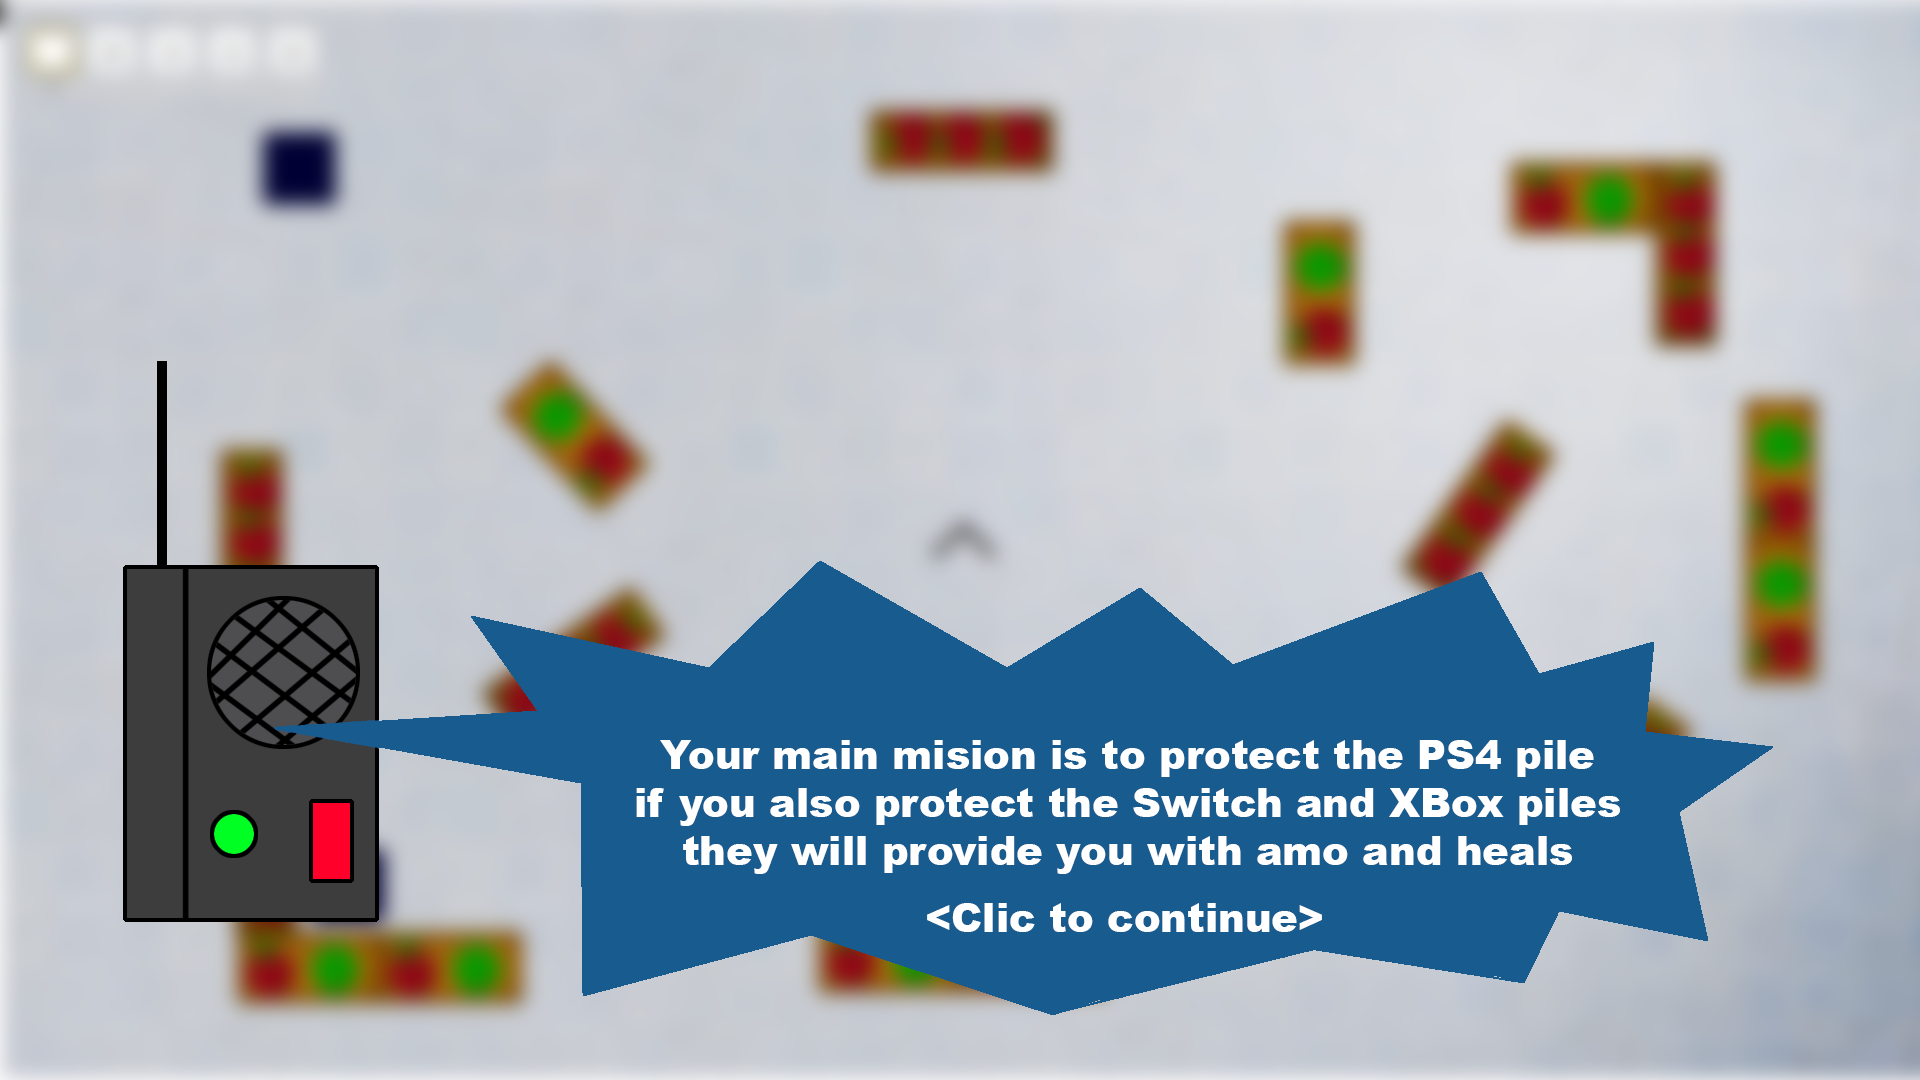 Your main mision is to protect the PS4 pile
if you also protect the Switch and XBox piles
they will provide you with amo and heals
<Clic to continue>